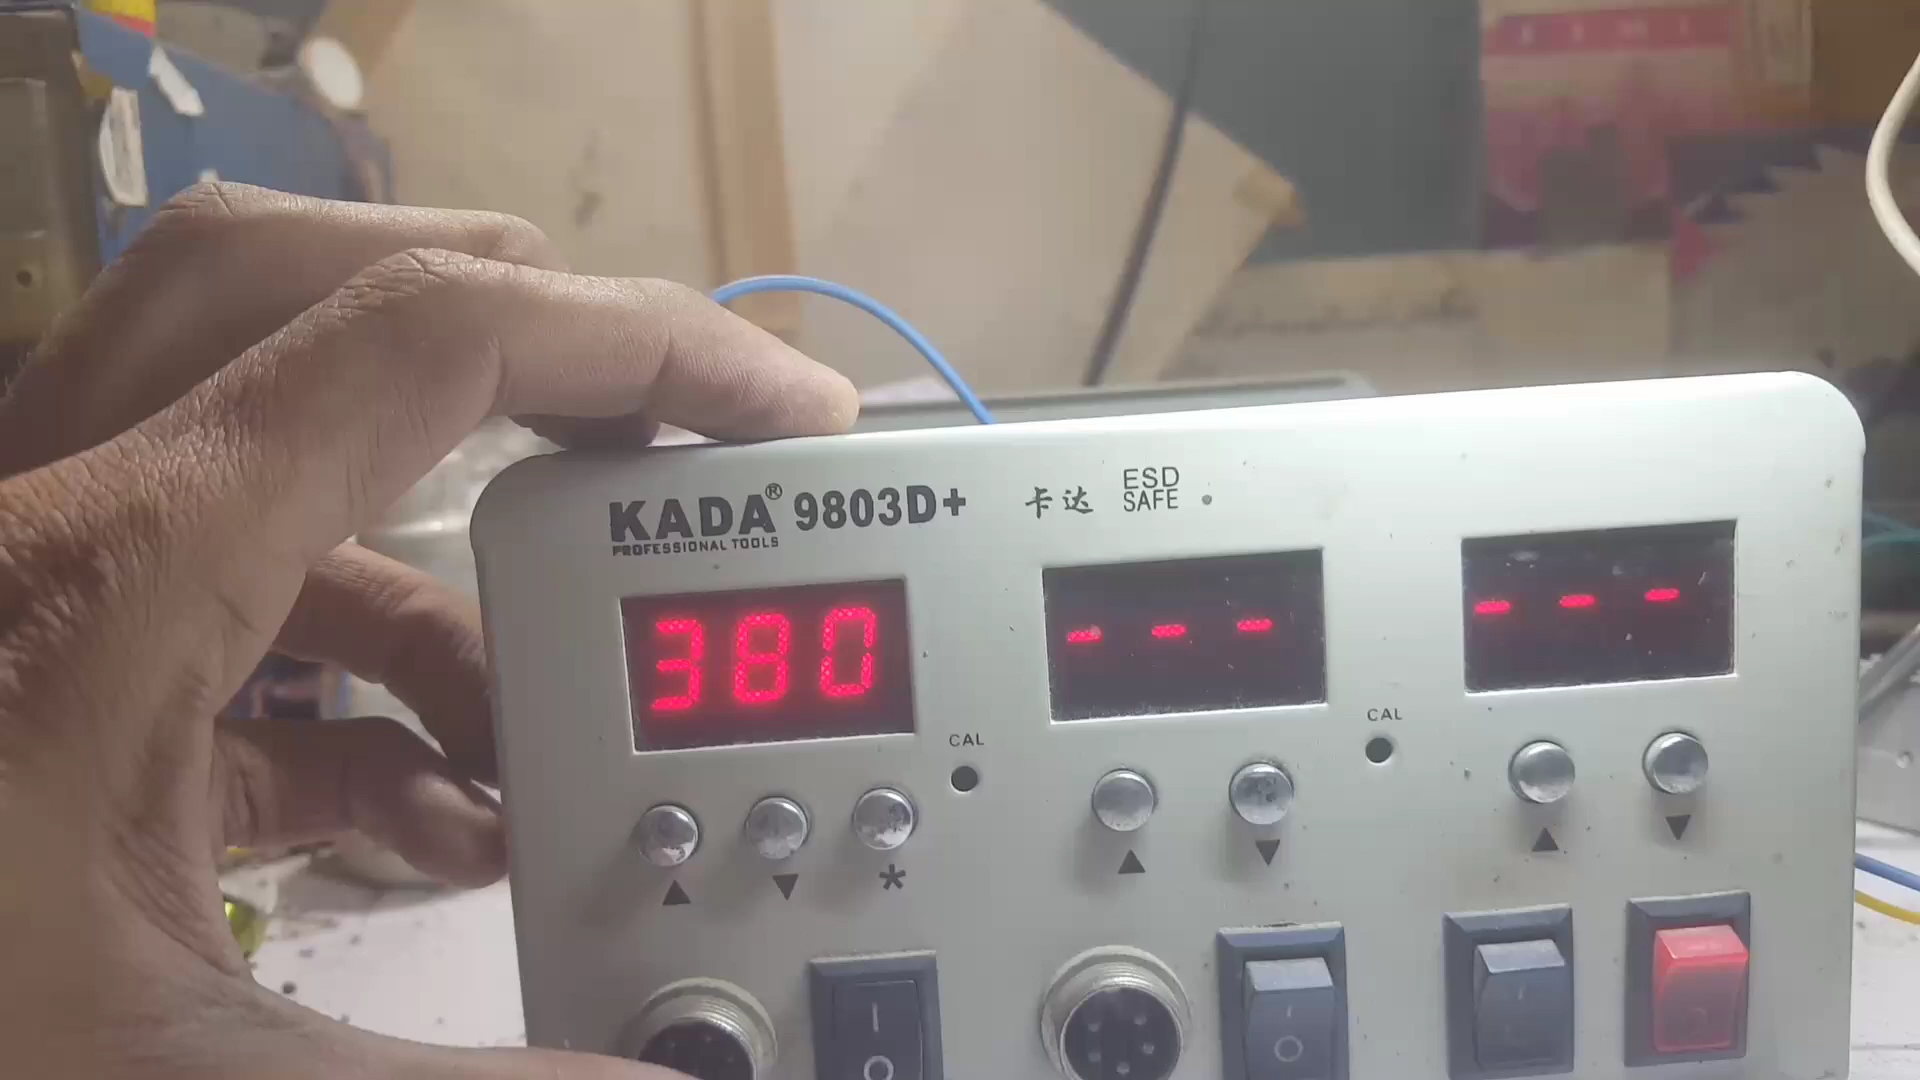 KADA® 9803D+ 卡达 ESD SAFE
PROFESSIONAL TOOLS
380 - - - - - -
CAL CAL
▲ ▼ * ▲ ▼ ▲ ▼
I
O O